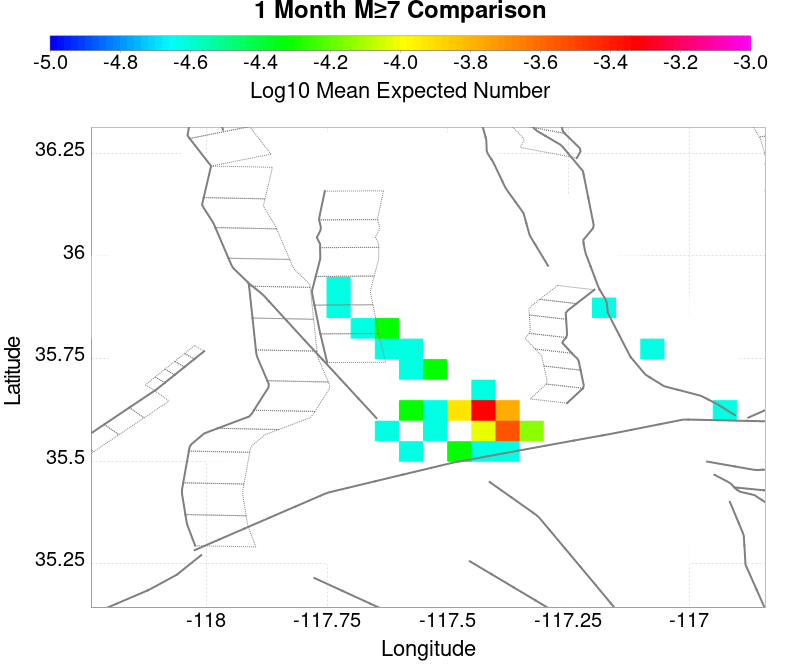 1 Month M≥7 Comparison
-5.0 -4.8 -4.6 -4.4 -4.2 -4.0 -3.8 -3.6 -3.4 -3.2 -3.0
Log10 Mean Expected Number
36.25
36
35.75
35.5
35.25
Latitude
-118 -117.75 -117.5 -117.25 -117
Longitude